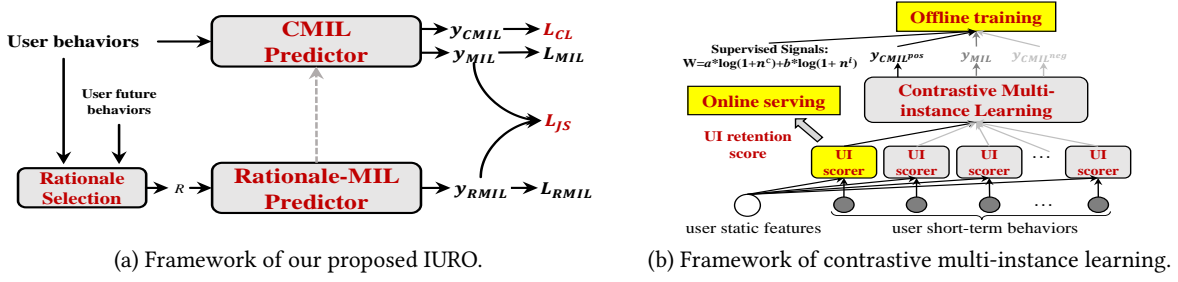 User behaviors
CMIL
Predictor
y_CMIL
L_CL
y_MIL
L_MIL
User future
behaviors
L_JS
Rationale
Selection
R
Rationale-MIL
Predictor
y_RMIL
L_RMIL
(a) Framework of our proposed IURO.
Offline training
Supervised Signals:
W=a*log(1+n^c)+b*log(1+ n^i)
y_CMIL^pos
y_MIL
y_CMIL^neg
Contrastive Multi-
instance Learning
Online serving
UI retention
score
UI
scorer
UI
scorer
UI
scorer
...
UI
scorer
...
user static features
user short-term behaviors
(b) Framework of contrastive multi-instance learning.